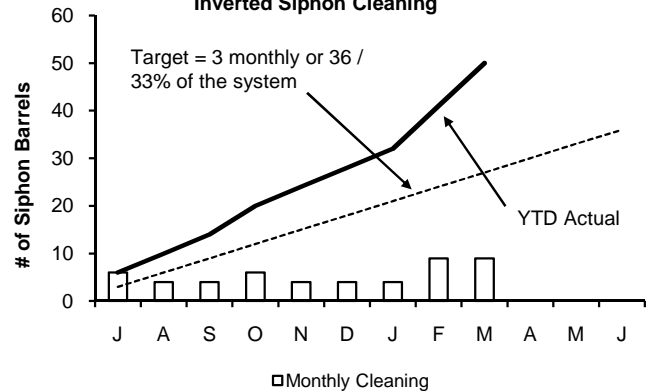 Inverted Siphon Cleaning
60
50
40
30
20
10
0
# of Siphon Barrels
Target = 3 monthly or 36 /
33% of the system
YTD Actual
J A S O N D J F M A M J
Monthly Cleaning